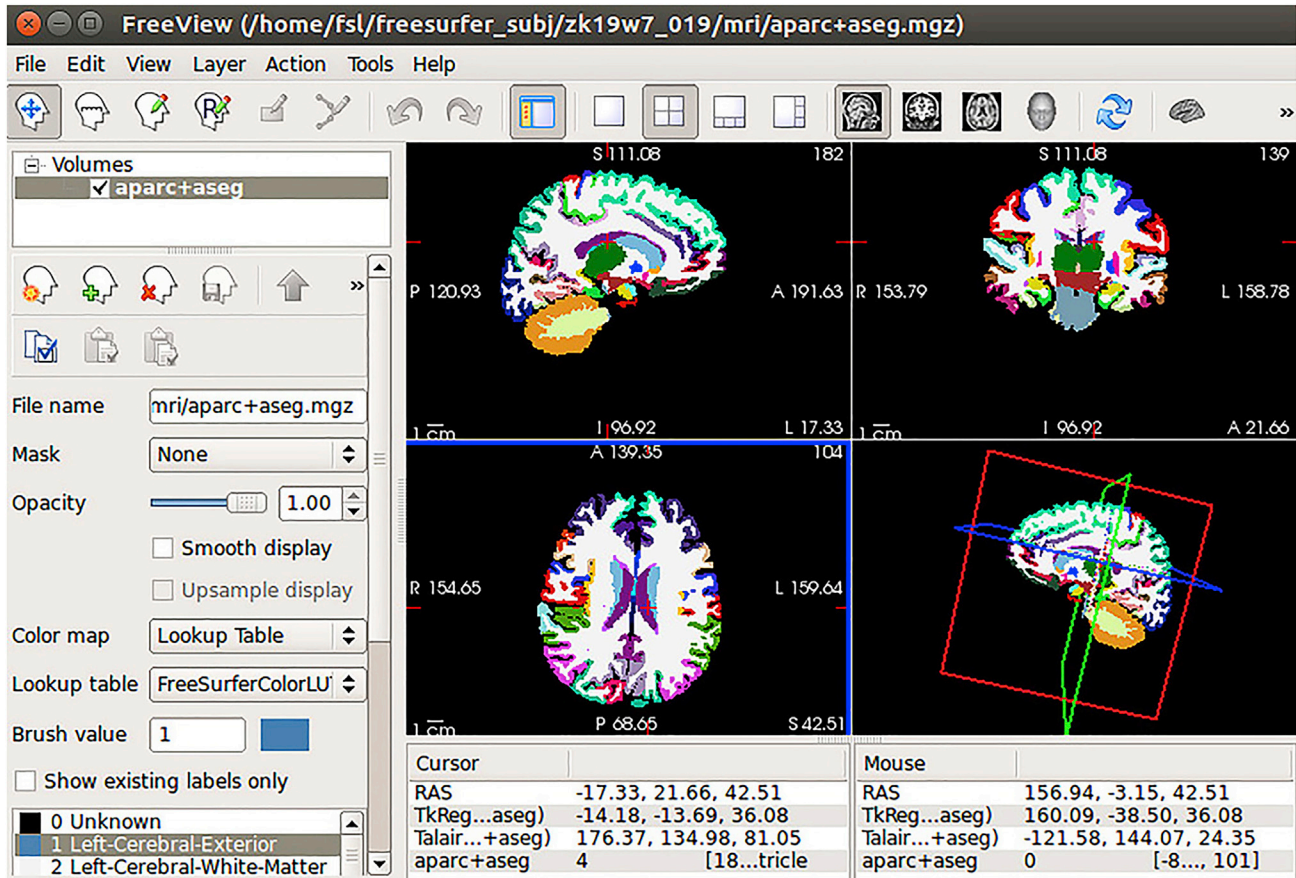 FreeView (/home/fsl/freesurfer_subj/zk19w7_019/mri/aparc+aseg.mgz)
File Edit View Layer Action Tools Help
R
»
Volumes
aparc+aseg
»
File name mri/aparc+aseg.mgz
Mask None
Opacity 1.00
Smooth display
Upsample display
Color map Lookup Table
Lookup table FreeSurferColorLU
Brush value 1
Show existing labels only
0 Unknown
1 Left-Cerebral-Exterior
2 Left-Cerebral-White-Matter
S 111.08 182
P 120.93 A 191.63
1 cm I 96.92 L 17.33
S 111.08 139
R 153.79 L 158.78
1 cm I 96.92 A 21.66
A 139.35 104
R 154.65 L 159.64
1 cm P 68.65 S 42.51
Cursor
RAS -17.33, 21.66, 42.51
TkReg...aseg) -14.18, -13.69, 36.08
Talair...+aseg) 176.37, 134.98, 81.05
aparc+aseg 4 [18...tricle
Mouse
RAS 156.94, -3.15, 42.51
TkReg...aseg) 160.09, -38.50, 36.08
Talair...+aseg) -121.58, 144.07, 24.35
aparc+aseg 0 [-8..., 101]